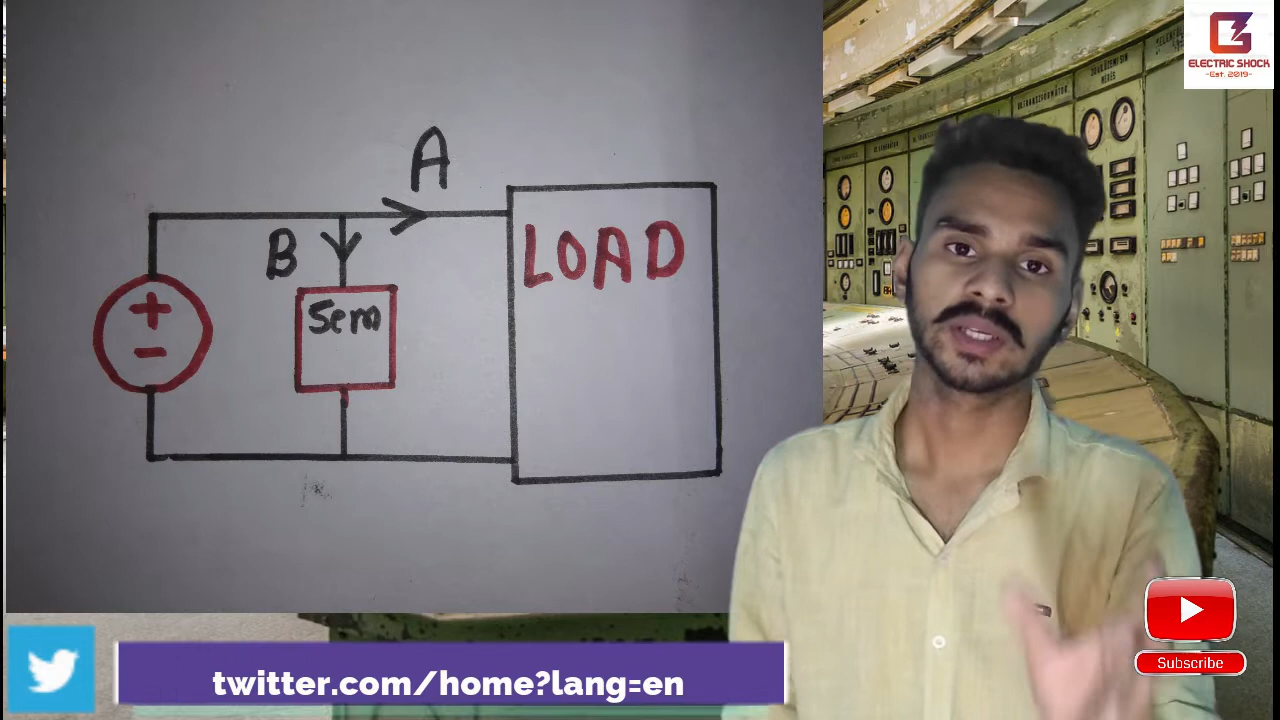 ELECTRIC SHOCK
-Est. 2019-
A
B
+
-
Sem
LOAD
Subscribe
twitter.com/home?lang=en